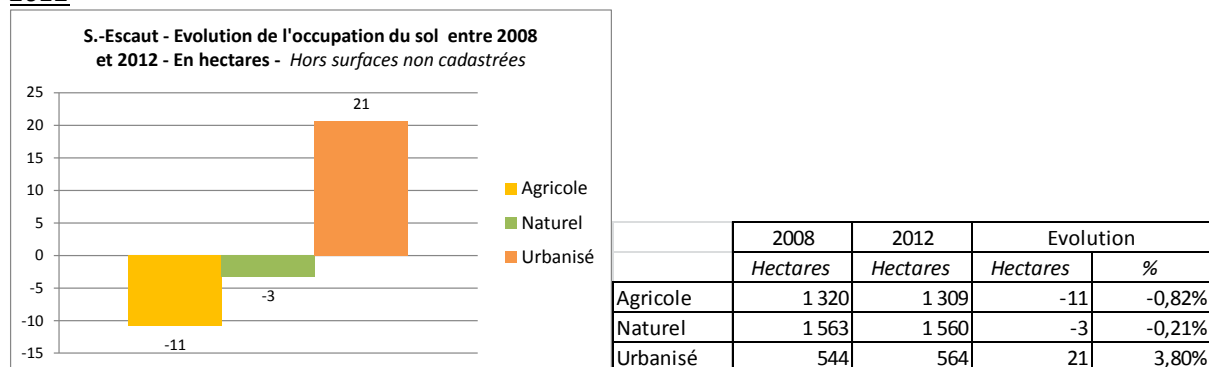 S.-Escaut - Evolution de l'occupation du sol entre 2008
et 2012 - En hectares - Hors surfaces non cadastrées
25
20
15
10
5
0
-5
-10
-15
21
-3
-11
Agricole
Naturel
Urbanisé
2008 2012 Evolution
Hectares Hectares Hectares %
Agricole 1 320 1 309 -11 -0,82%
Naturel 1 563 1 560 -3 -0,21%
Urbanisé 544 564 21 3,80%